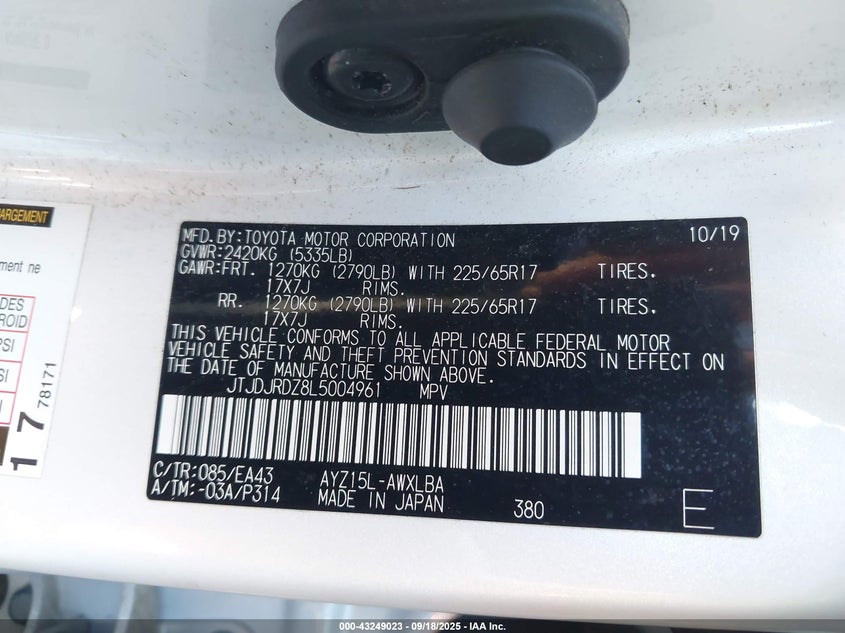 ARGEMENT
ement ne
DES
ROID
PSI
SI
I
17 78171
MFD.BY:TOYOTA MOTOR CORPORATION 10/19
GVWR:2420KG (5335LB)
GAWR:FRT. 1270KG (2790LB) WITH 225/65R17 TIRES.
17X7J RIMS.
RR. 1270KG (2790LB) WITH 225/65R17 TIRES.
17X7J RIMS.
THIS VEHICLE CONFORMS TO ALL APPLICABLE FEDERAL MOTOR
VEHICLE SAFETY AND THEFT PREVENTION STANDARDS IN EFFECT ON
THE DATE OF MANUFACTURE SHOWN ABOVE.
JTJDJRDZ8L5004961 MPV
C/TR:085/EA43 AYZ15L-AWXLBA
A/TM:-03A/P314 MADE IN JAPAN 380 E
000-43249023 - 09/18/2025 - IAA Inc.